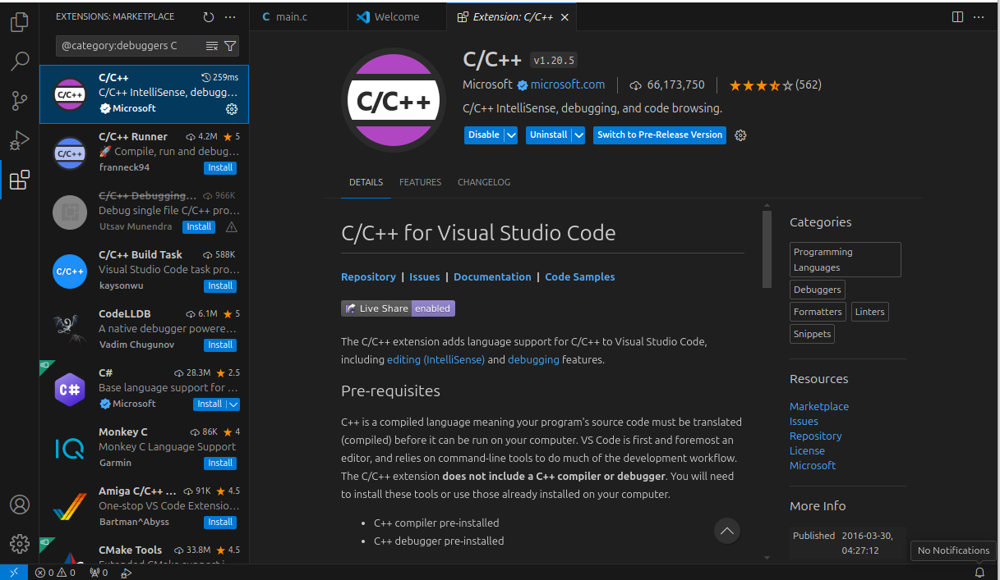 EXTENSIONS: MARKETPLACE
@category:debuggers C
C/C++ 259ms
C/C++ IntelliSense, debugg...
Microsoft
C/C++ Runner 4.2M 5
🚀 Compile, run and debug...
franneck94 Install
C/C++ Debugging... 966K
Debug single file C/C++ pro...
Utsav Munendra Install
C/C++ Build Task 588K
Visual Studio Code task pro...
kaysonwu Install
CodeLLDB 6.1M 5
A native debugger powere...
Vadim Chugunov Install
C# 28.3M 2.5
Base language support for ...
Microsoft Install
Monkey C 86K 4
Monkey C Language Support
Garmin Install
Amiga C/C++ ... 91K 4.5
One-stop VS Code Extensio...
Bartman^Abyss Install
CMake Tools 33.8M 4.5
C main.c Welcome Extension: C/C++
C/C++
C/C++ v1.20.5
Microsoft microsoft.com 66,173,750 (562)
C/C++ IntelliSense, debugging, and code browsing.
Disable Uninstall Switch to Pre-Release Version
DETAILS FEATURES CHANGELOG
C/C++ for Visual Studio Code
Repository | Issues | Documentation | Code Samples
Live Share enabled
The C/C++ extension adds language support for C/C++ to Visual Studio Code,
including editing (IntelliSense) and debugging features.
Pre-requisites
C++ is a compiled language meaning your program's source code must be translated
(compiled) before it can be run on your computer. VS Code is first and foremost an
editor, and relies on command-line tools to do much of the development workflow.
The C/C++ extension does not include a C++ compiler or debugger. You will need
to install these tools or use those already installed on your computer.
• C++ compiler pre-installed
• C++ debugger pre-installed
Categories
Programming
Languages
Debuggers
Formatters Linters
Snippets
Resources
Marketplace
Issues
Repository
License
Microsoft
More Info
Published 2016-03-30,
04:27:12
No Notifications
0 0 0